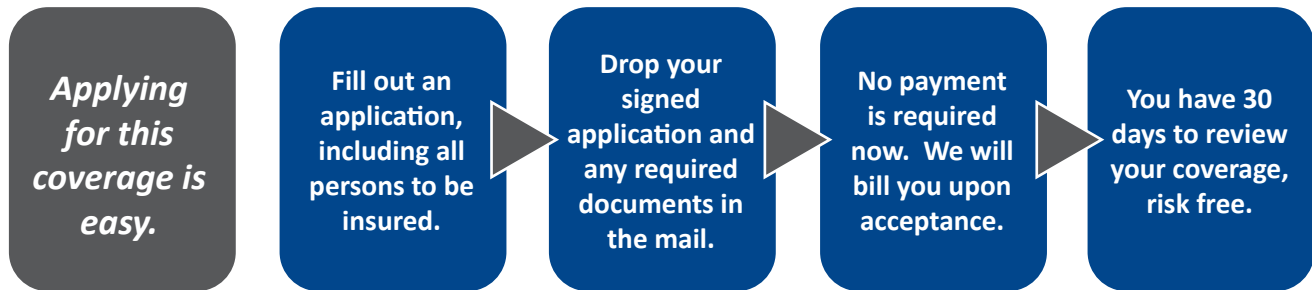 Applying
for this
coverage is
easy.
Fill out an
application,
including all
persons to be
insured.
Drop your
signed
application and
any required
documents in
the mail.
No payment
is required
now.  We will
bill you upon
acceptance.
You have 30
days to review
your coverage,
risk free.